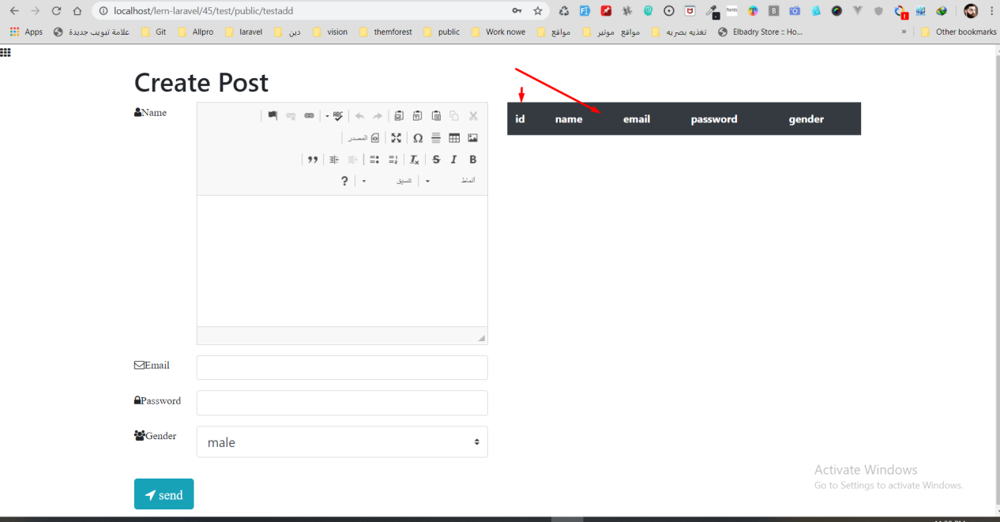 localhost/lern-laravel/45/test/public/testadd
Apps علامة تبويب جديدة Git Allpro laravel دين vision themforest public Work nowe مواقع مواقع موتير تغذيه بصريه Elbadry Store :: Ho... » Other bookmarks
Create Post
Name
ABC
المصدر
Ω
B I S Tx
أنماط تنسيق ?
Email
Password
Gender
male
send
id name email password gender
Activate Windows
Go to Settings to activate Windows.